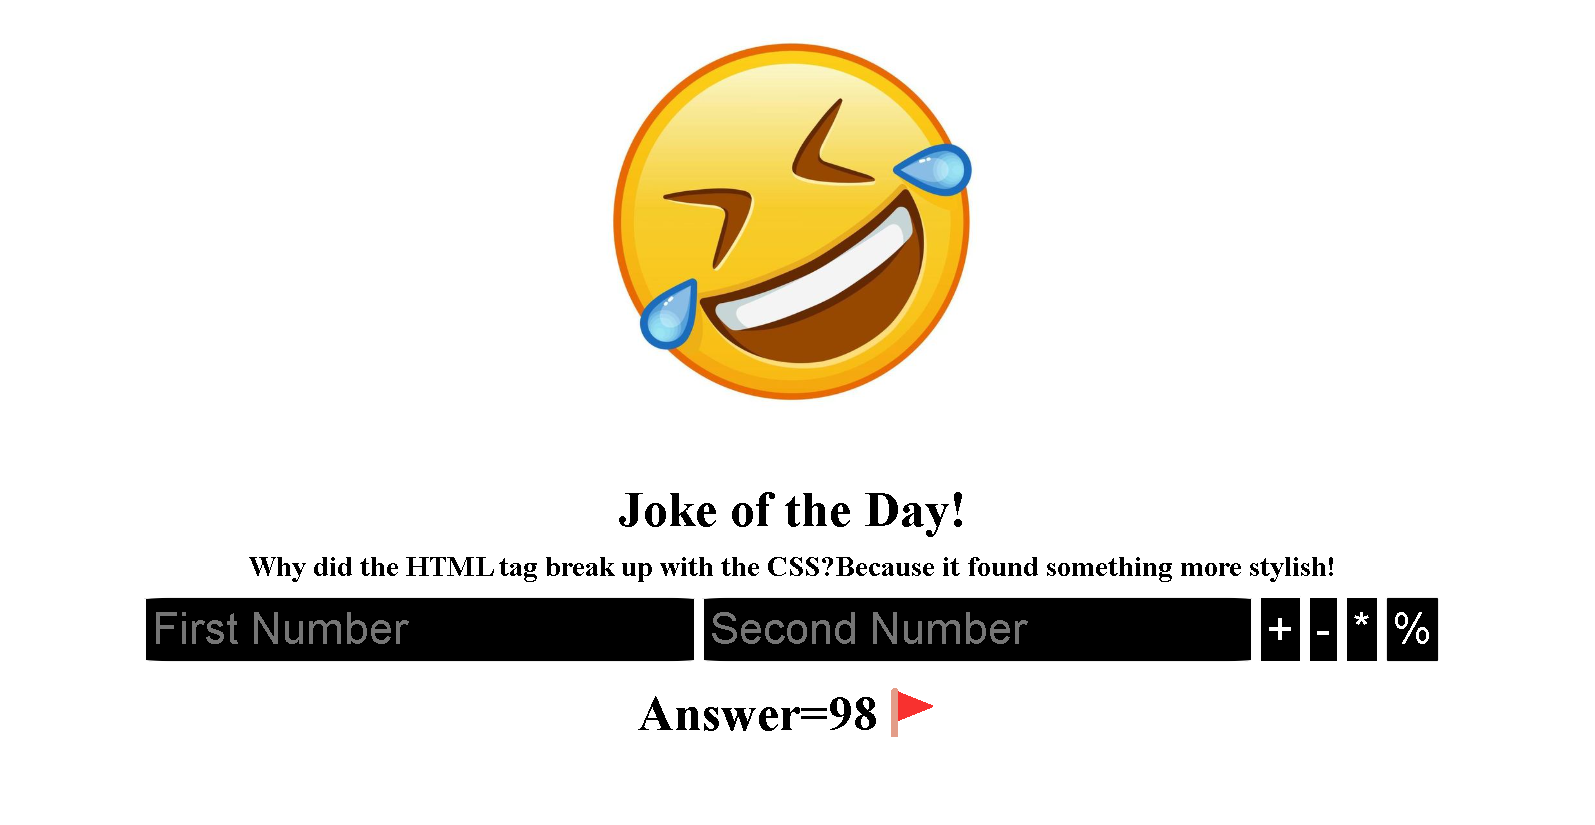 Joke of the Day!
Why did the HTML tag break up with the CSS?Because it found something more stylish!
First Number Second Number + - * %
Answer=98